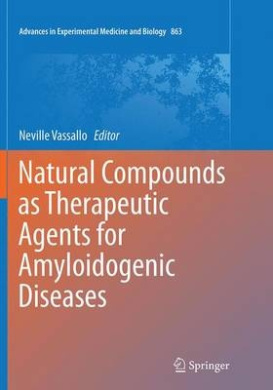 Advances in Experimental Medicine and Biology 863
Neville Vassallo Editor
Natural Compounds
as Therapeutic
Agents for
Amyloidogenic
Diseases
Springer